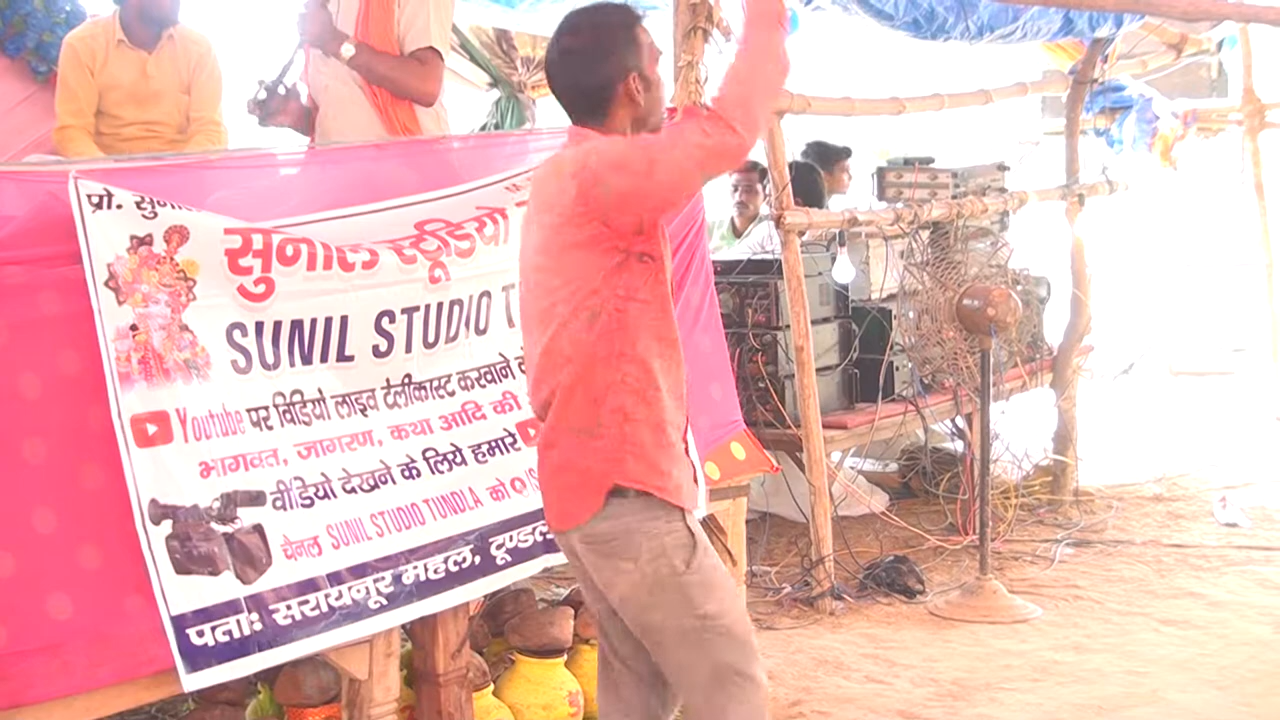 प्रो. सुनील
सुनील स्टूडियो
SUNIL STUDIO T
Youtube पर विडियो लाइव टेलीकास्ट करवाने
भागवत, जागरण, कथा आदि की
वीडियो देखने के लिये हमारे
चैनल SUNIL STUDIO TUNDLA को
पता: सरायनूर महल, टूण्डला